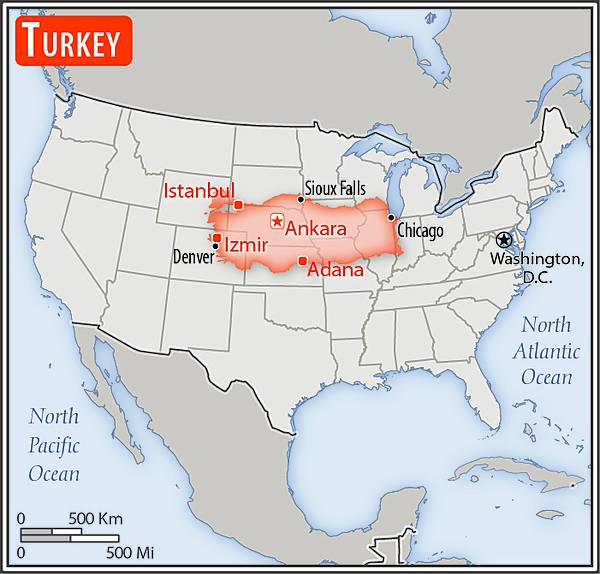 TURKEY
Istanbul
Sioux Falls
Ankara
Chicago
Izmir
Denver
Adana
Washington,
D.C.
North
Atlantic
Ocean
North
Pacific
Ocean
0 500 Km
0 500 Mi